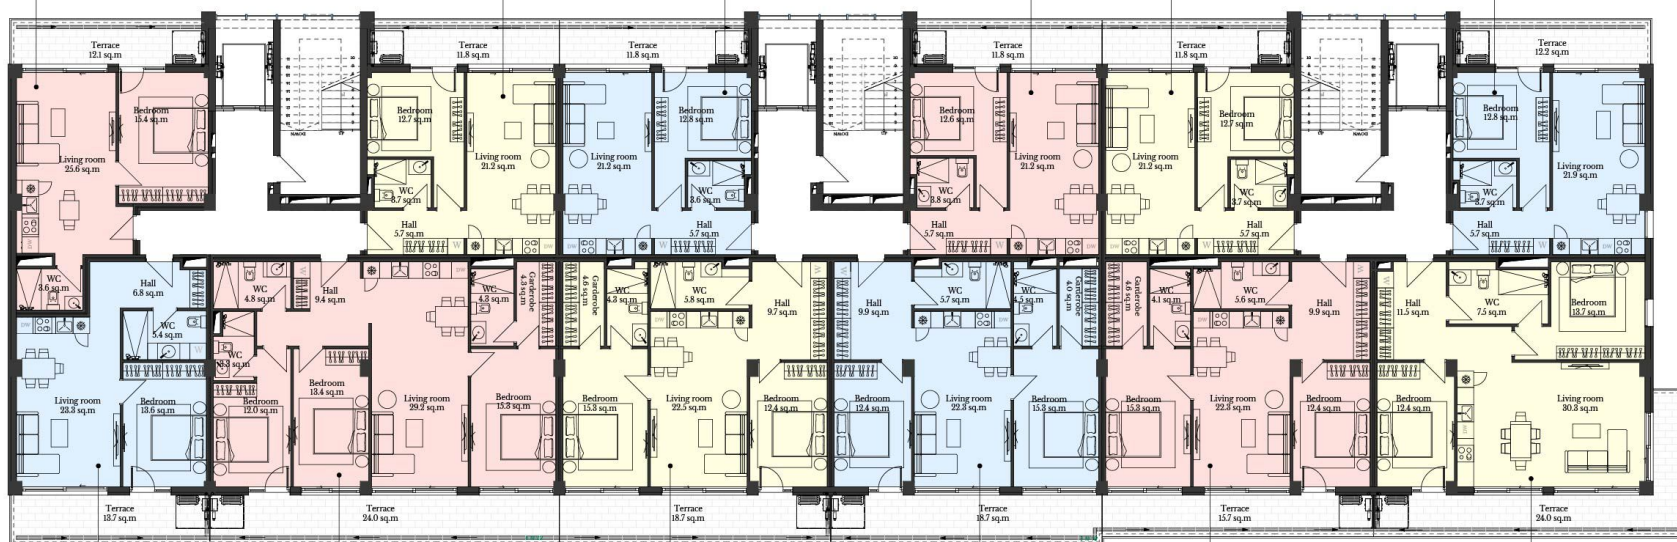 Terrace
12.1 sq.m
Terrace
11.8 sq.m
Terrace
11.8 sq.m
Terrace
11.8 sq.m
Terrace
11.8 sq.m
Terrace
12.2 sq.m
Bedroom
15.4 sq.m
Living room
25.6 sq.m
WC
3.6 sq.m
Bedroom
12.7 sq.m
Living room
21.2 sq.m
WC
3.7 sq.m
Hall
5.7 sq.m
Living room
21.2 sq.m
Bedroom
12.8 sq.m
WC
3.6 sq.m
Hall
5.7 sq.m
Bedroom
12.6 sq.m
Living room
21.2 sq.m
WC
3.8 sq.m
Hall
5.7 sq.m
Living room
21.2 sq.m
Bedroom
12.7 sq.m
WC
3.7 sq.m
Hall
5.7 sq.m
Bedroom
12.8 sq.m
Living room
21.9 sq.m
WC
3.7 sq.m
Hall
5.7 sq.m
DOWN
DOWN
DOWN
Hall
6.8 sq.m
WC
5.4 sq.m
Living room
23.3 sq.m
Bedroom
13.6 sq.m
WC
4.8 sq.m
Hall
9.4 sq.m
WC
Bedroom
12.0 sq.m
Bedroom
13.4 sq.m
Living room
29.2 sq.m
WC
4.3 sq.m
Garderobe
4.3 sq.m
Bedroom
15.3 sq.m
Garderobe
4.6 sq.m
WC
4.3 sq.m
WC
5.8 sq.m
Hall
9.7 sq.m
Bedroom
15.3 sq.m
Living room
22.5 sq.m
Bedroom
12.4 sq.m
Hall
9.9 sq.m
WC
5.7 sq.m
WC
4.5 sq.m
Garderobe
4.0 sq.m
Bedroom
12.4 sq.m
Living room
22.3 sq.m
Bedroom
15.3 sq.m
Garderobe
4.6 sq.m
WC
4.1 sq.m
WC
5.6 sq.m
Hall
9.9 sq.m
Bedroom
15.3 sq.m
Living room
22.3 sq.m
Bedroom
12.4 sq.m
Hall
11.5 sq.m
WC
7.5 sq.m
Bedroom
13.7 sq.m
Bedroom
12.4 sq.m
Living room
30.3 sq.m
Terrace
13.7 sq.m
Terrace
24.0 sq.m
Terrace
18.7 sq.m
Terrace
18.7 sq.m
Terrace
15.7 sq.m
Terrace
24.0 sq.m